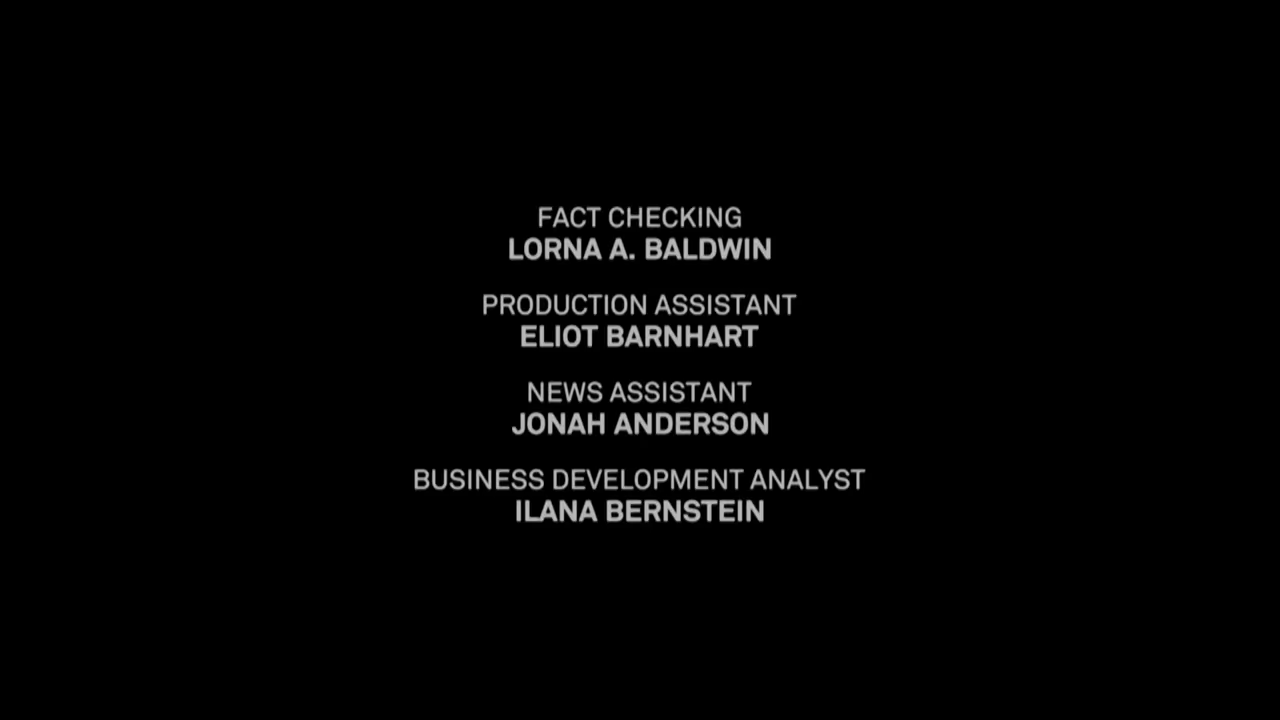 FACT CHECKING
LORNA A. BALDWIN
PRODUCTION ASSISTANT
ELIOT BARNHART
NEWS ASSISTANT
JONAH ANDERSON
BUSINESS DEVELOPMENT ANALYST
ILANA BERNSTEIN